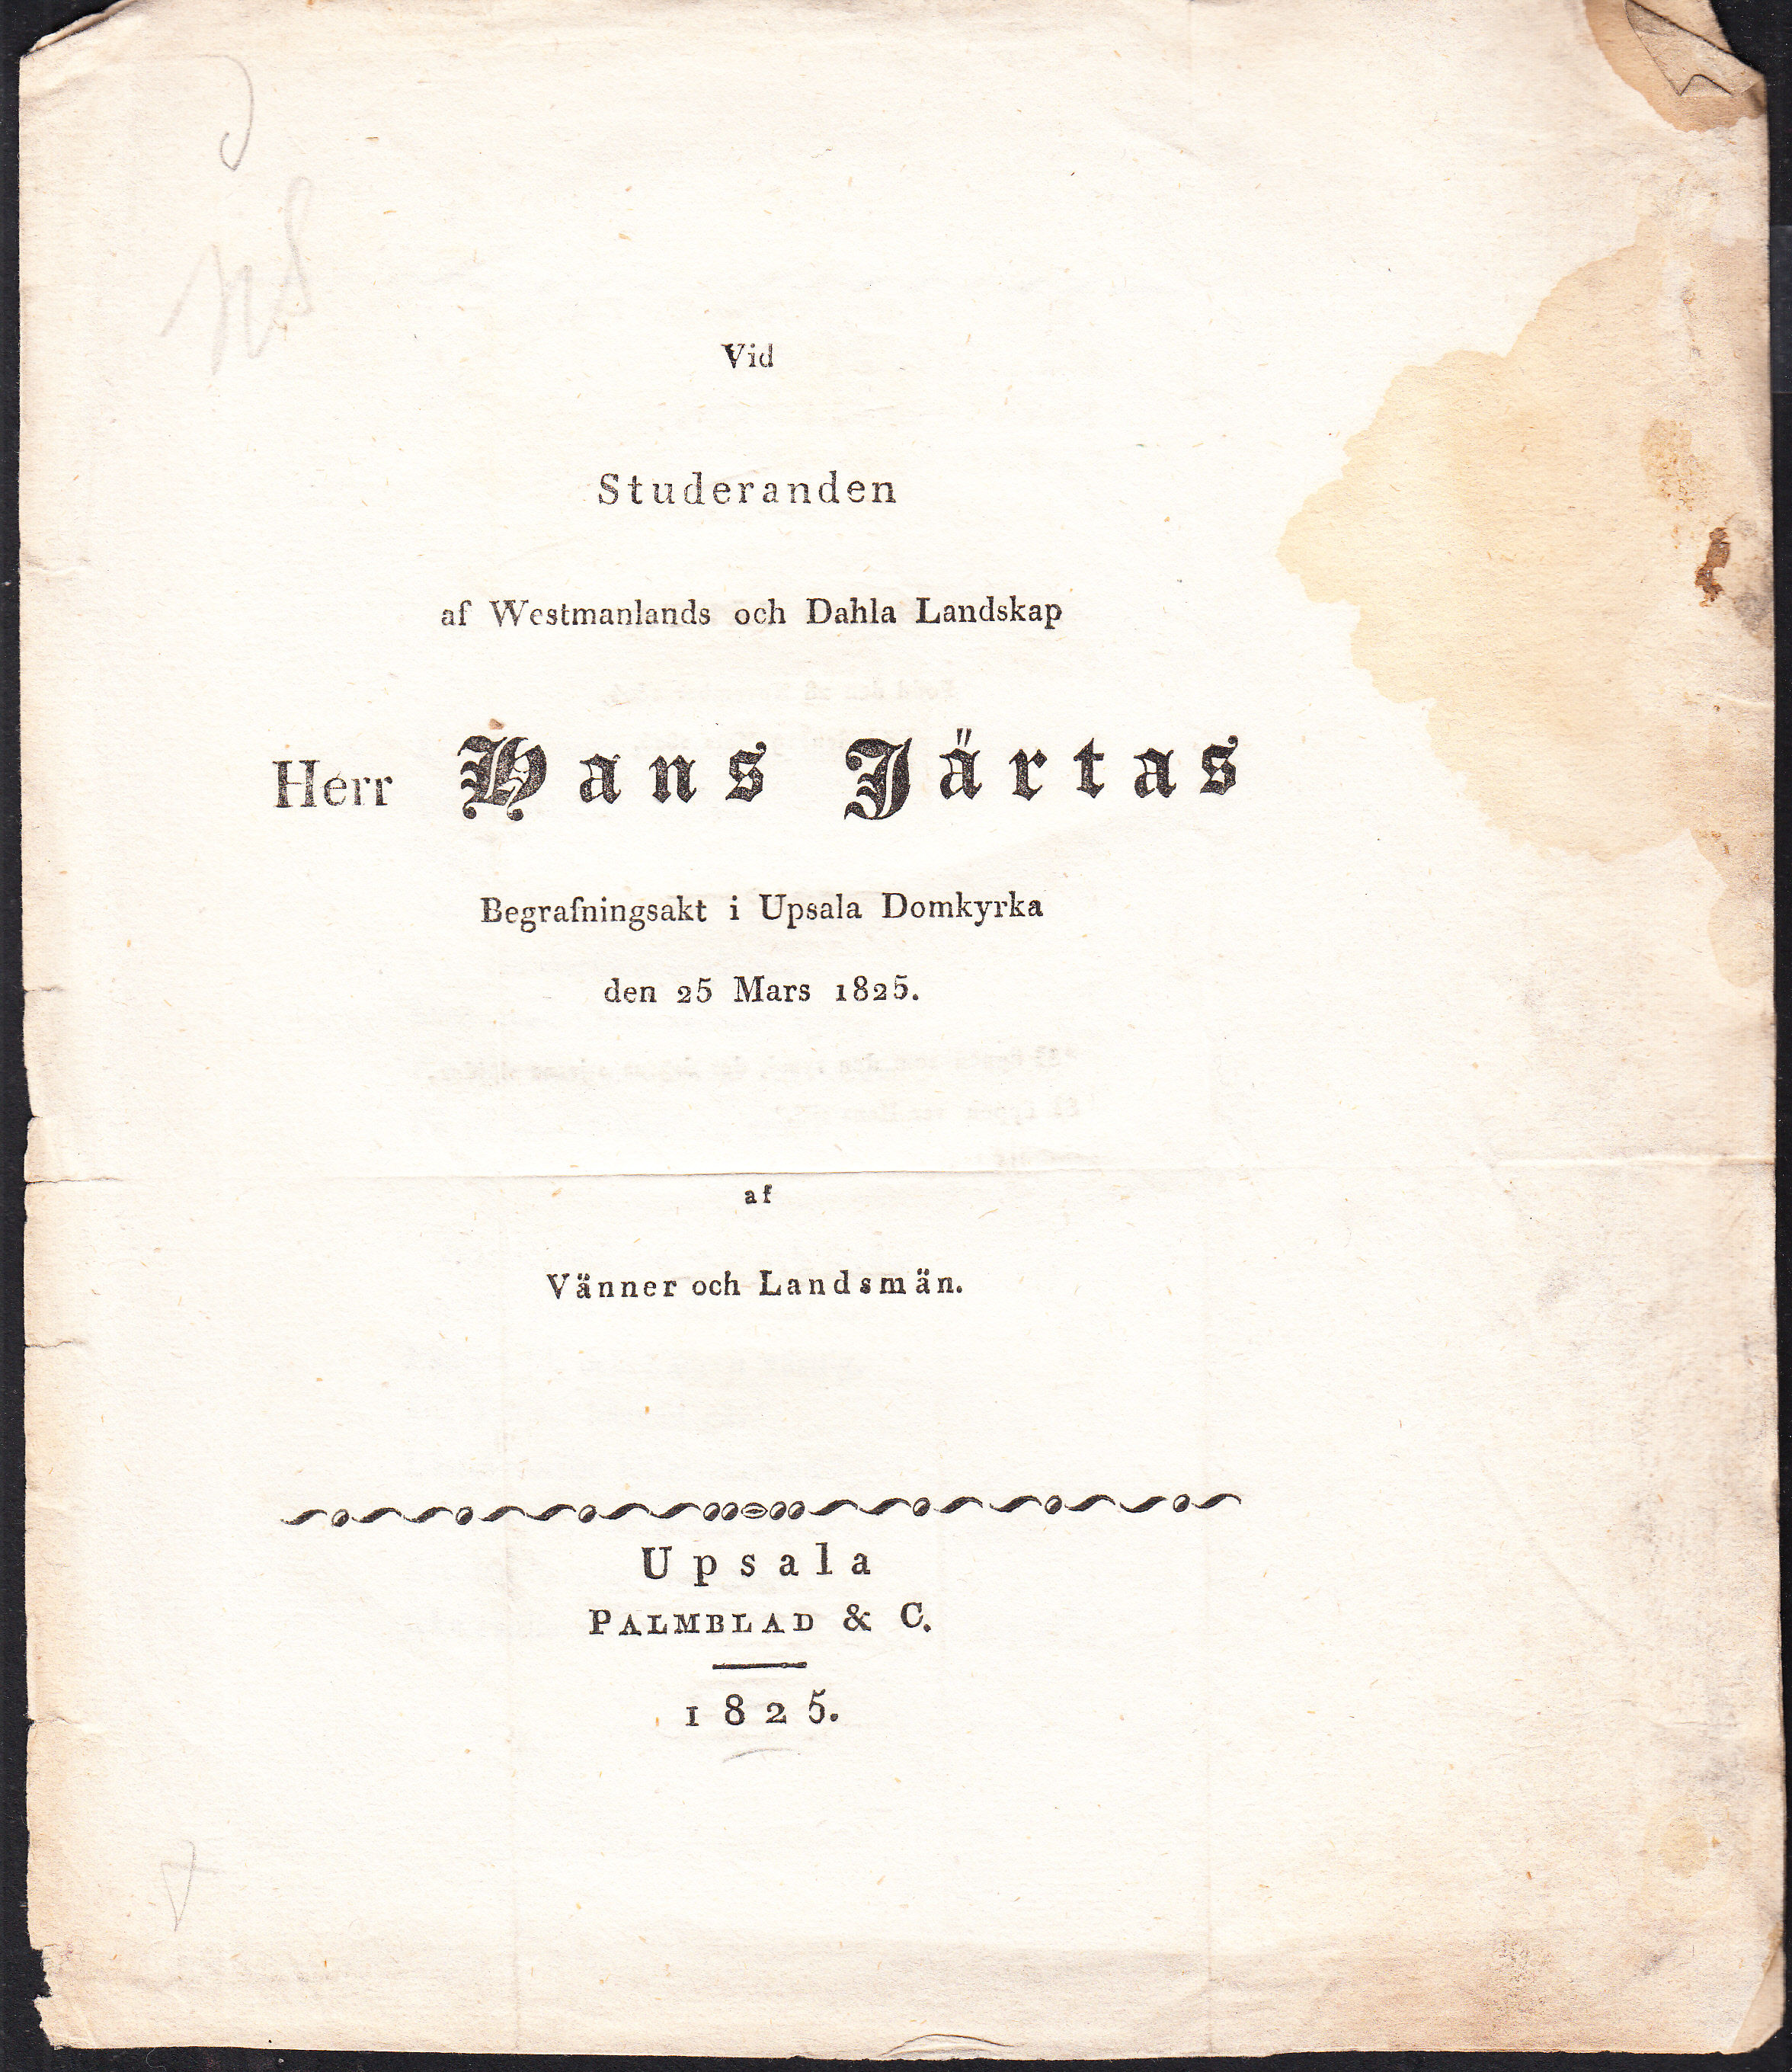 Vid
Studeranden
af Westmanlands och Dahla Landskap
Herr Hans Järtas
Begrafningsakt i Upsala Domkyrka
den 25 Mars 1825.
af
Vänner och Landsmän.
Upsala
PALMBLAD & C.
1825.